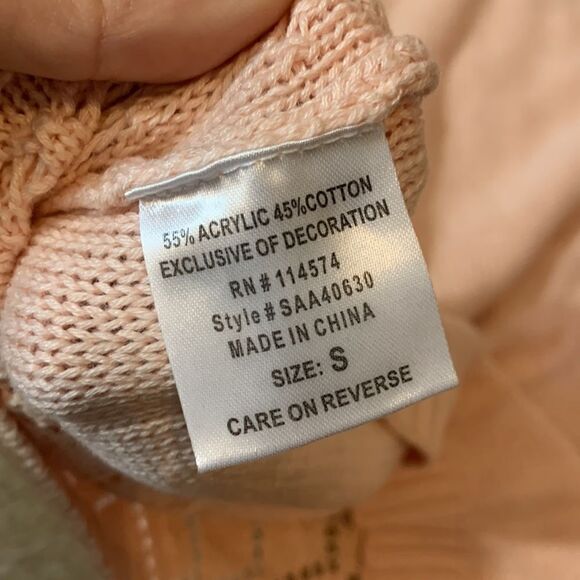 55% ACRYLIC 45%COTTON
EXCLUSIVE OF DECORATION
RN#114574
Style#SAA40630
MADE IN CHINA
SIZE: S
CARE ON REVERSE